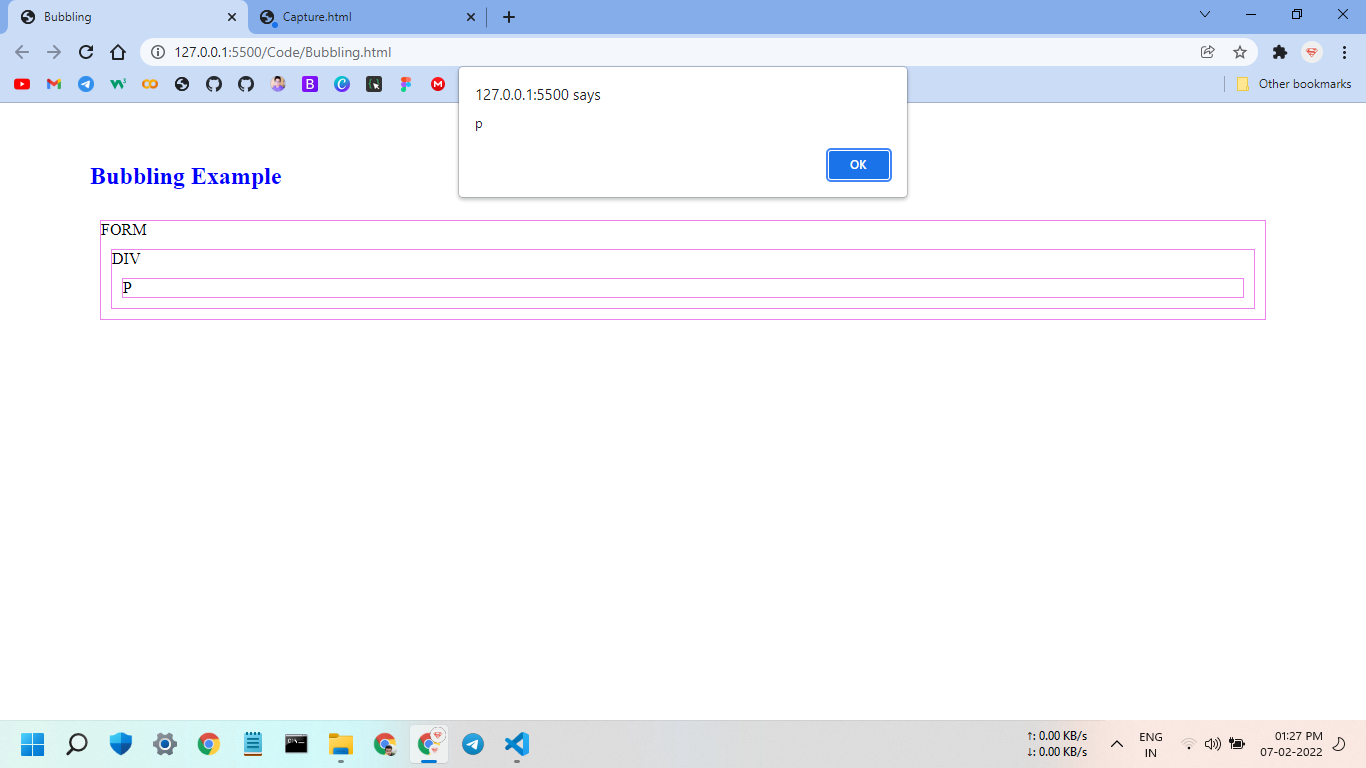 Bubbling
Capture.html
127.0.0.1:5500/Code/Bubbling.html
Other bookmarks
127.0.0.1:5500 says
p
OK
Bubbling Example
FORM
DIV
P
↑: 0.00 KB/s
↓: 0.00 KB/s
ENG
IN
01:27 PM
07-02-2022